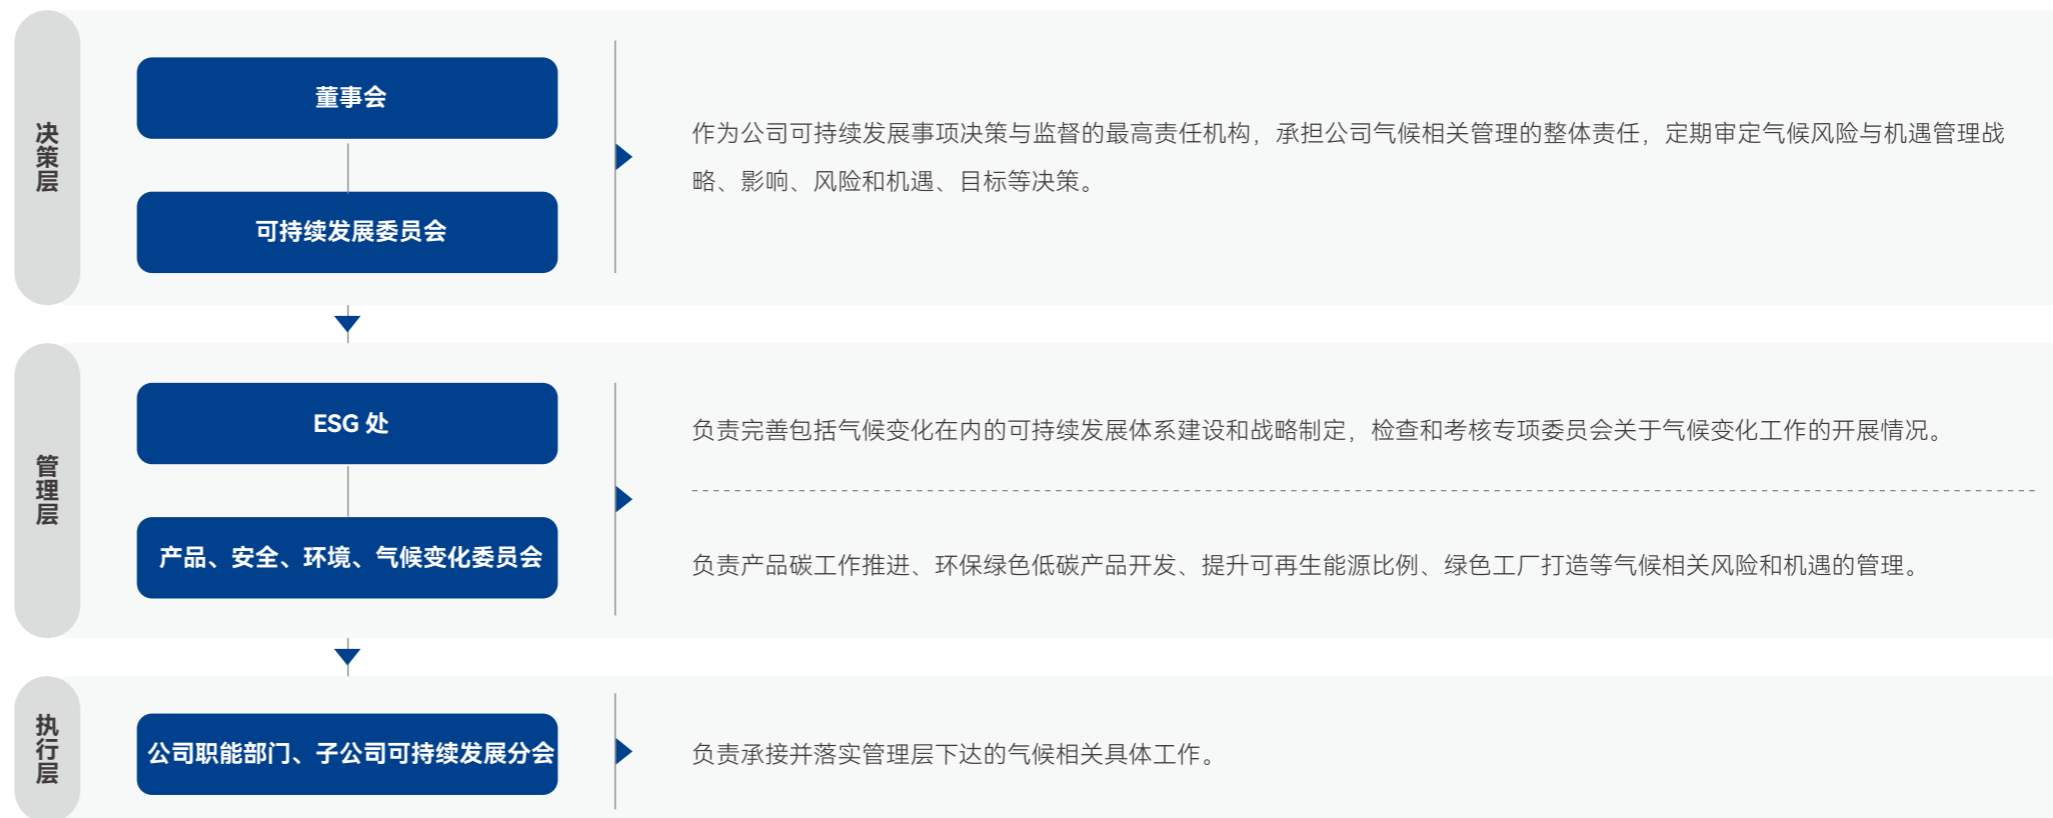 决策层
董事会
可持续发展委员会
作为公司可持续发展事项决策与监督的最高责任机构，承担公司气候相关管理的整体责任，定期审定气候风险与机遇管理战
略、影响、风险和机遇、目标等决策。
管理层
ESG 处
负责完善包括气候变化在内的可持续发展体系建设和战略制定，检查和考核专项委员会关于气候变化工作的开展情况。
产品、安全、环境、气候变化委员会
负责产品碳工作推进、环保绿色低碳产品开发、提升可再生能源比例、绿色工厂打造等气候相关风险和机遇的管理。
执行层
公司职能部门、子公司可持续发展分会
负责承接并落实管理层下达的气候相关具体工作。